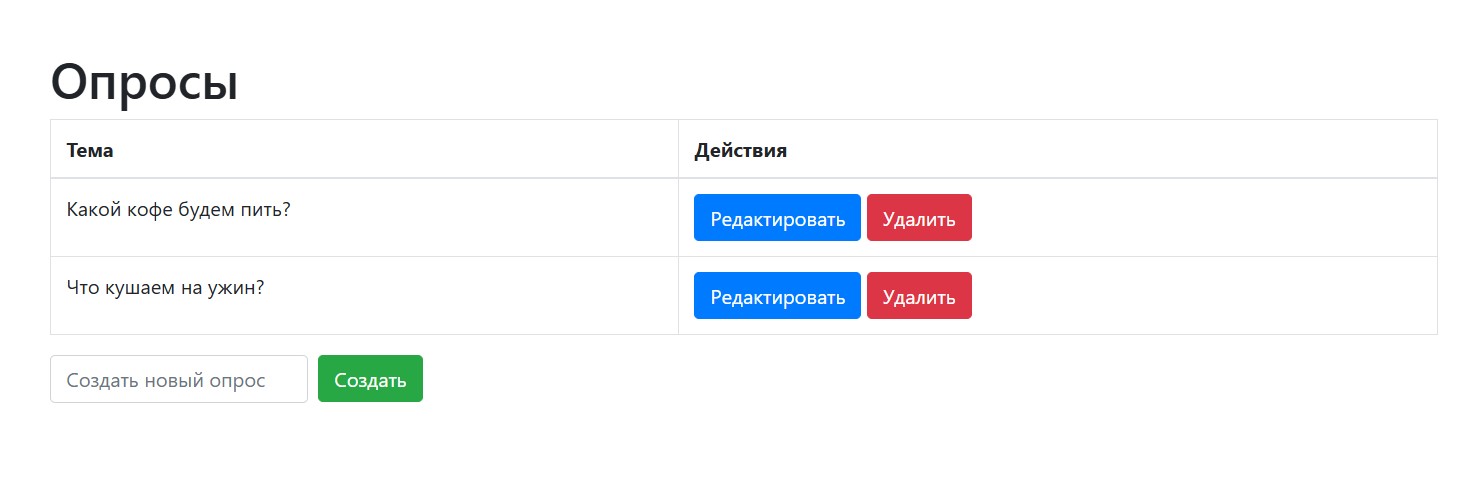 Опросы
Тема Действия
Какой кофе будем пить? Редактировать Удалить
Что кушаем на ужин? Редактировать Удалить
Создать новый опрос Создать